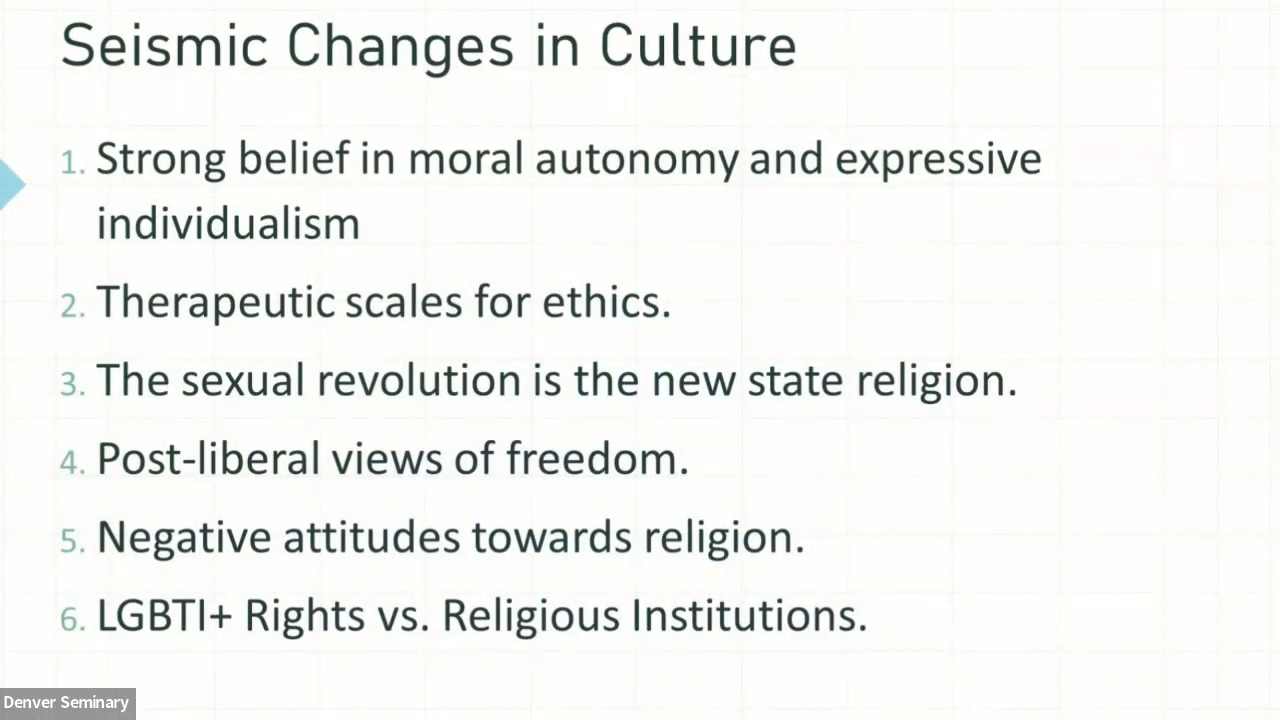 Seismic Changes in Culture
1. Strong belief in moral autonomy and expressive
individualism
2. Therapeutic scales for ethics.
3. The sexual revolution is the new state religion.
4. Post-liberal views of freedom.
5. Negative attitudes towards religion.
6. LGBTI+ Rights vs. Religious Institutions.
Denver Seminary